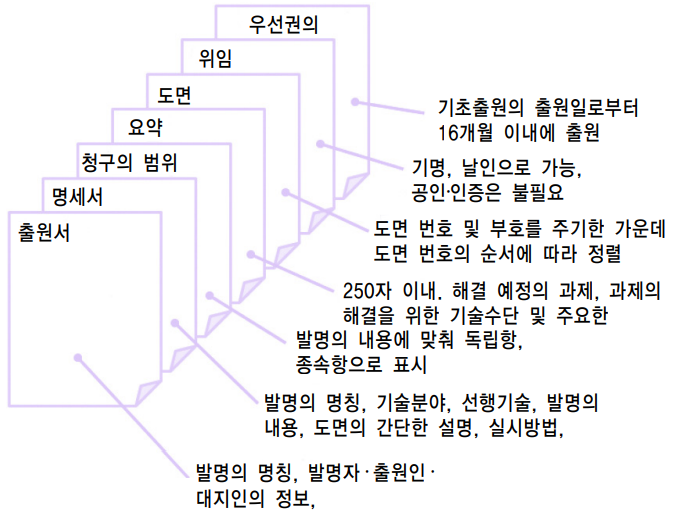 우선권의
위임
도면
요약
청구의 범위
명세서
출원서
기초출원의 출원일로부터
16개월 이내에 출원
기명, 날인으로 가능,
공인·인증은 불필요
도면 번호 및 부호를 주기한 가운데
도면 번호의 순서에 따라 정렬
250자 이내. 해결 예정의 과제, 과제의
해결을 위한 기술수단 및 주요한
발명의 내용에 맞춰 독립항,
종속항으로 표시
발명의 명칭, 기술분야, 선행기술, 발명의
내용, 도면의 간단한 설명, 실시방법,
발명의 명칭, 발명자·출원인·
대지인의 정보,